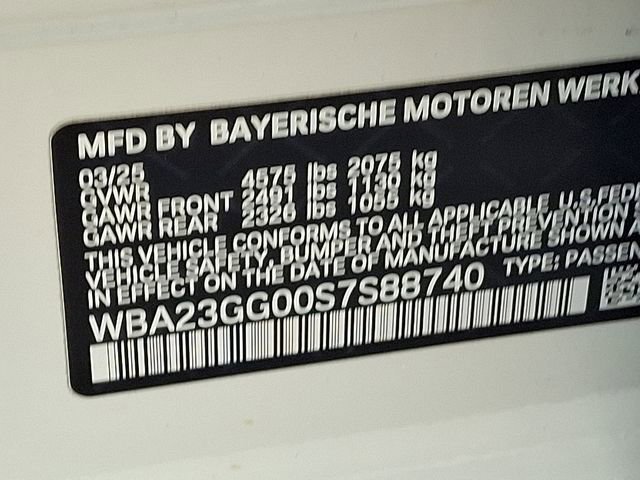 MFD BY BAYERISCHE MOTOREN WERK
03/25
GVWR 4575 lbs 2075 kg
GAWR FRONT 2491 lbs 1130 kg
GAWR REAR 2326 lbs 1055 kg
THIS VEHICLE CONFORMS TO ALL APPLICABLE U.S.FED
VEHICLE SAFETY, BUMPER AND THEFT PREVENTION
IN EFFECT ON THE DATE OF MANUFACTURE SHOWN A
WBA23GG00S7S88740 TYPE: PASSEN